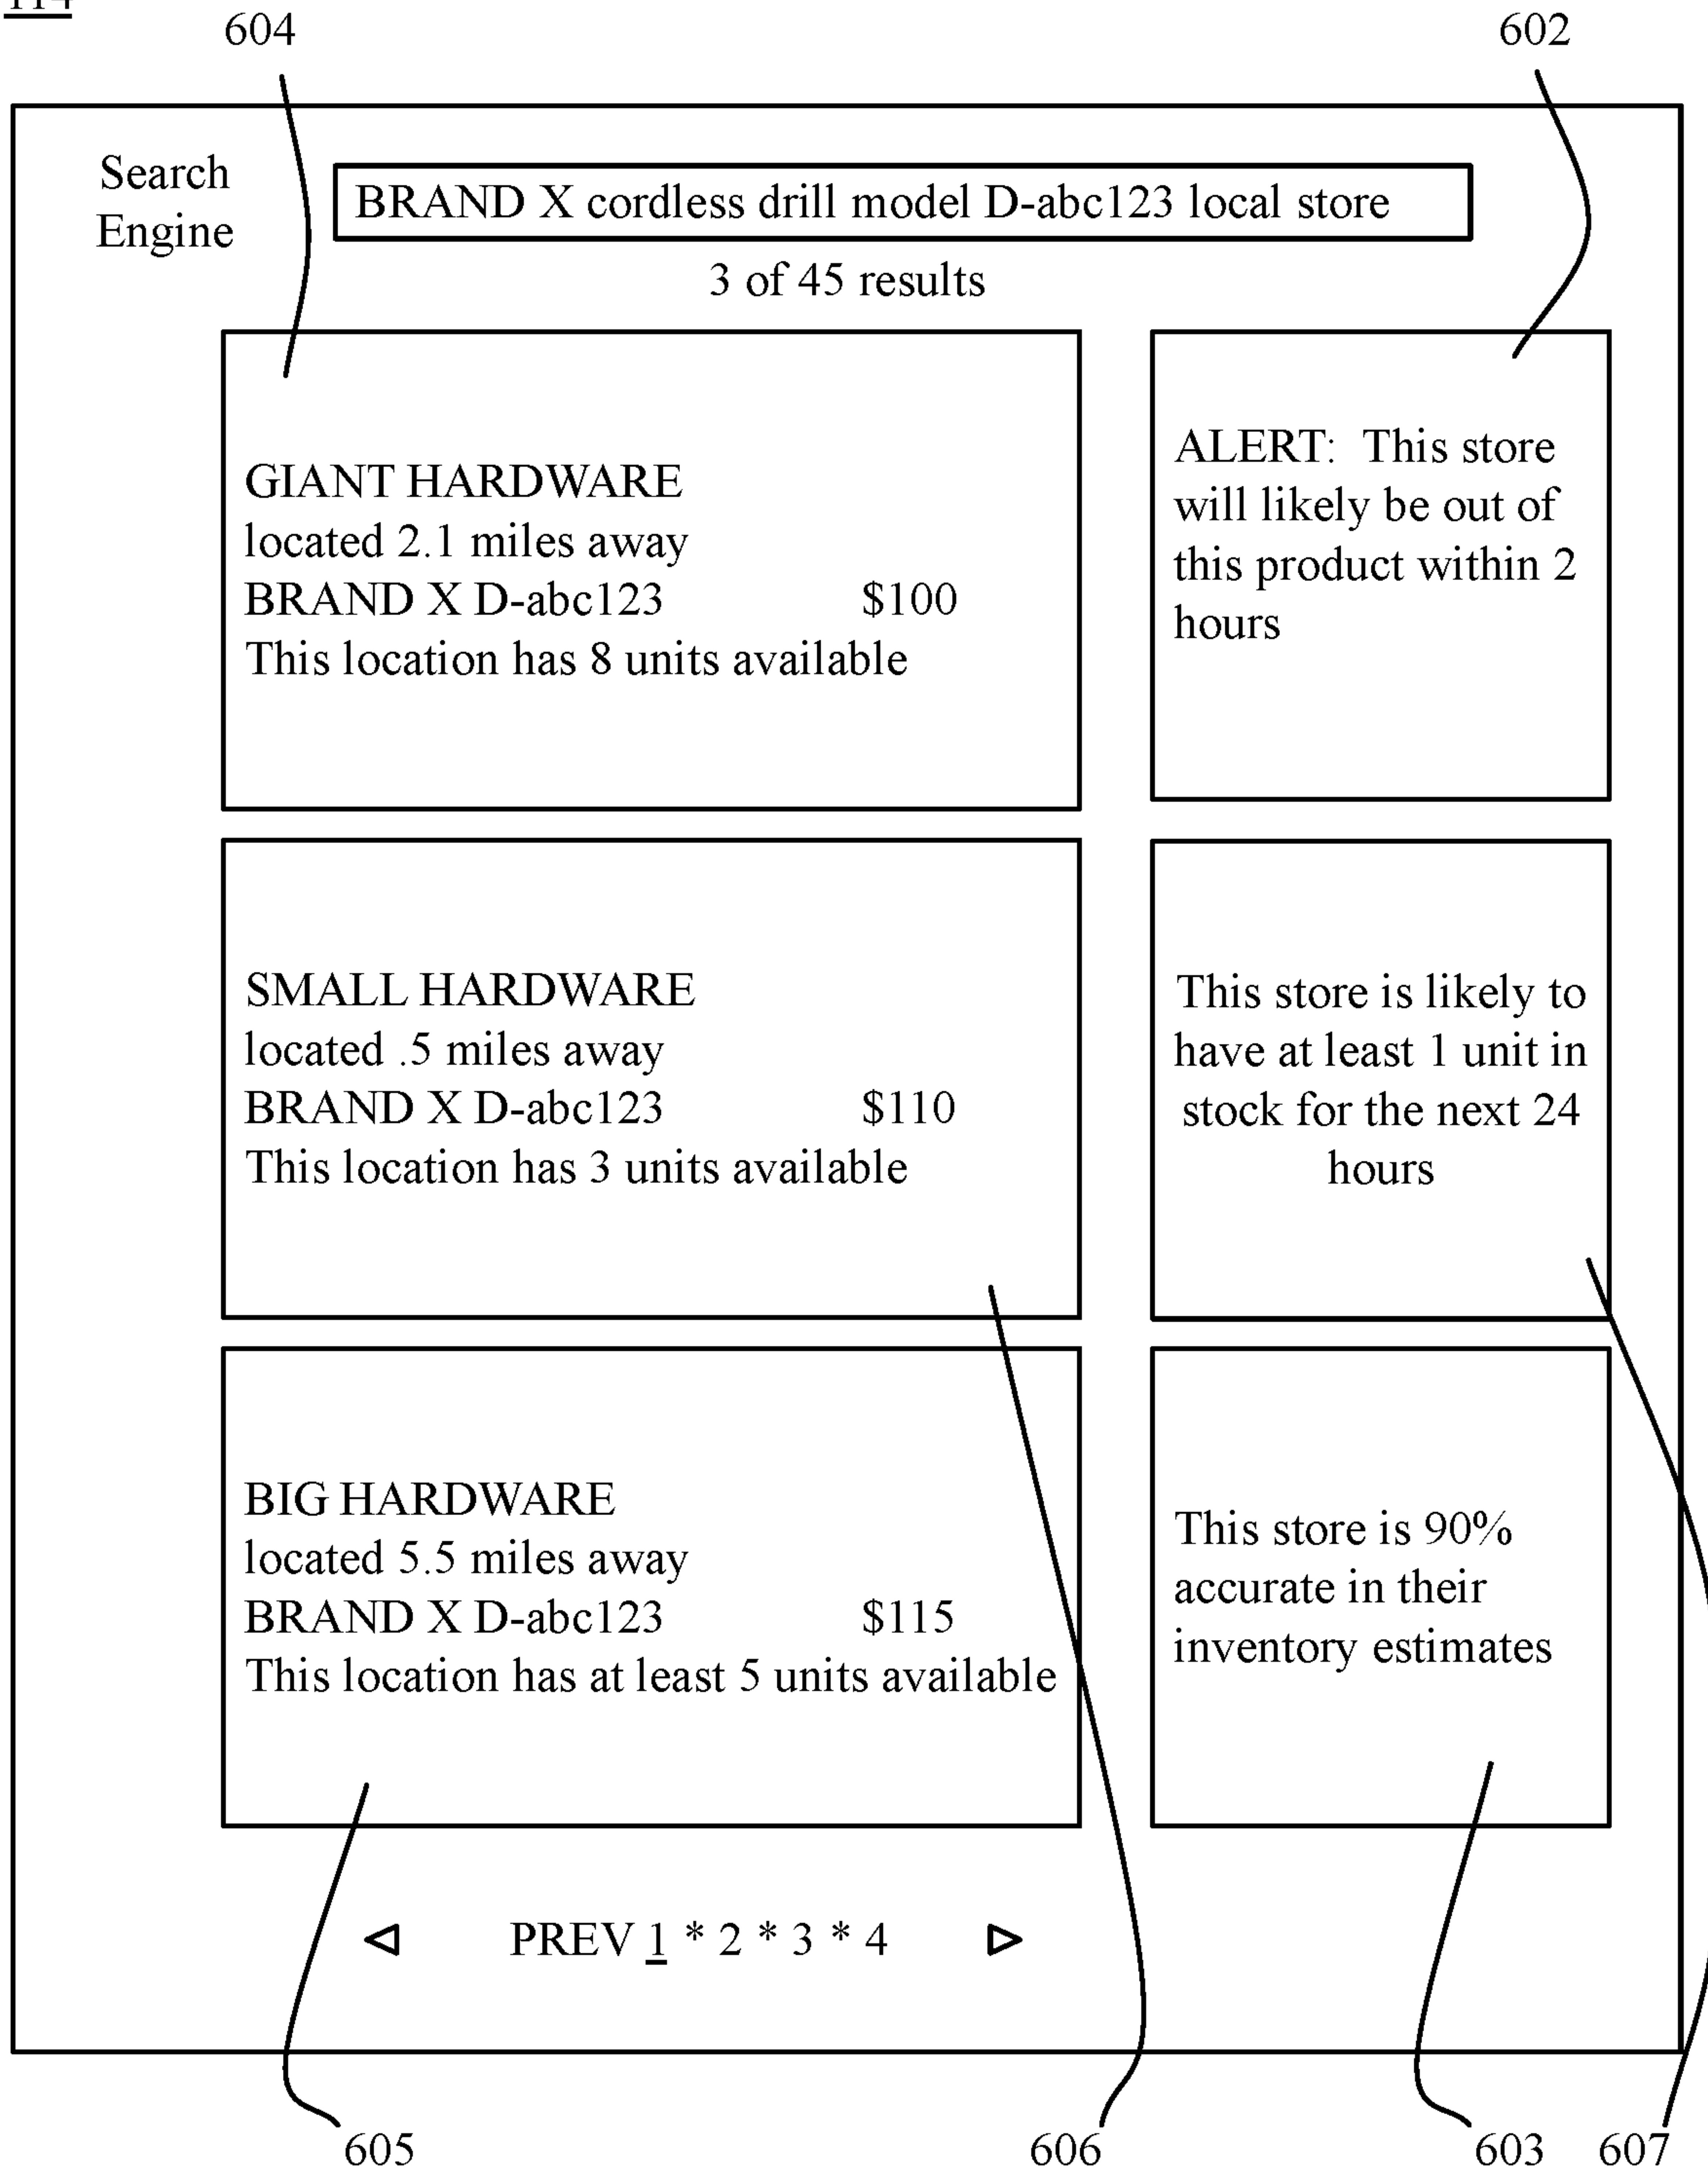 604
602
Search
Engine
BRAND X cordless drill model D-abc123 local store
3 of 45 results
GIANT HARDWARE
located 2.1 miles away
BRAND X D-abc123 $100
This location has 8 units available
ALERT: This store
will likely be out of
this product within 2
hours
SMALL HARDWARE
located .5 miles away
BRAND X D-abc123 $110
This location has 3 units available
This store is likely to
have at least 1 unit in
stock for the next 24
hours
BIG HARDWARE
located 5.5 miles away
BRAND X D-abc123 $115
This location has at least 5 units available
This store is 90%
accurate in their
inventory estimates
PREV 1 * 2 * 3 * 4
605
606
603
607